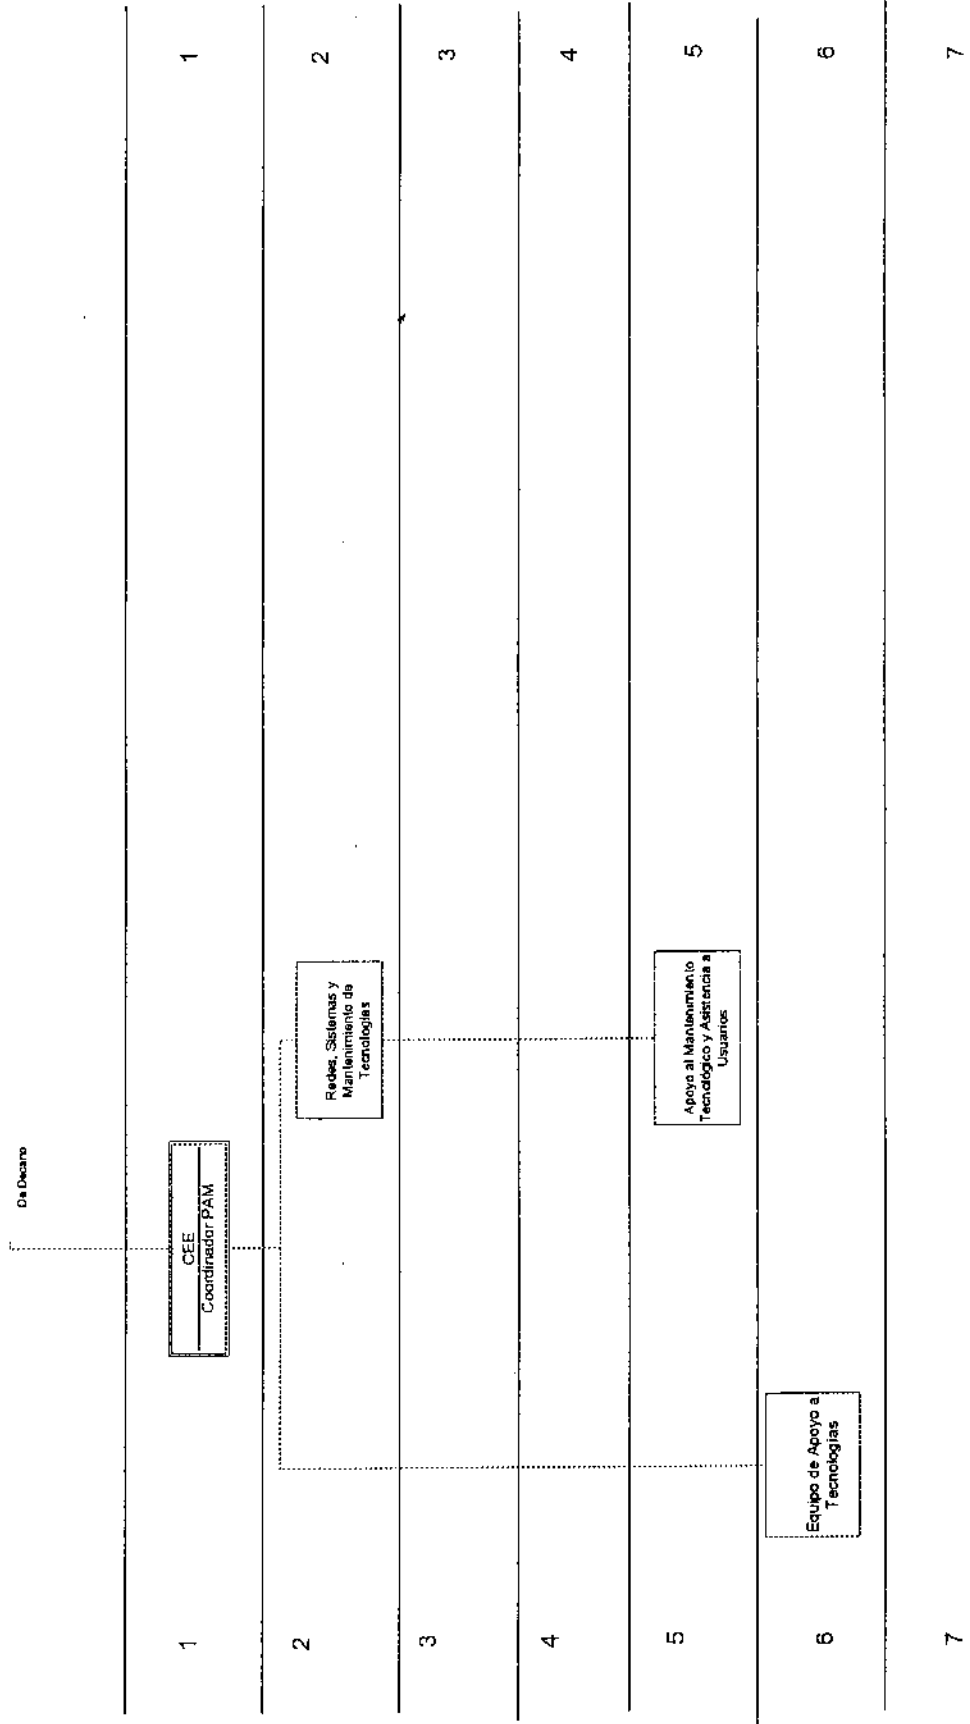 De Decano
1
1
CEE
Coordinador PAM
2
2
Redes, Sistemas y
Mantenimiento de
Tecnologías
3
3
4
4
5
5
Apoyo al Mantenimiento
Tecnológico y Asistencia a
Usuarios
6
6
Equipo de Apoyo a
Tecnologías
7
7